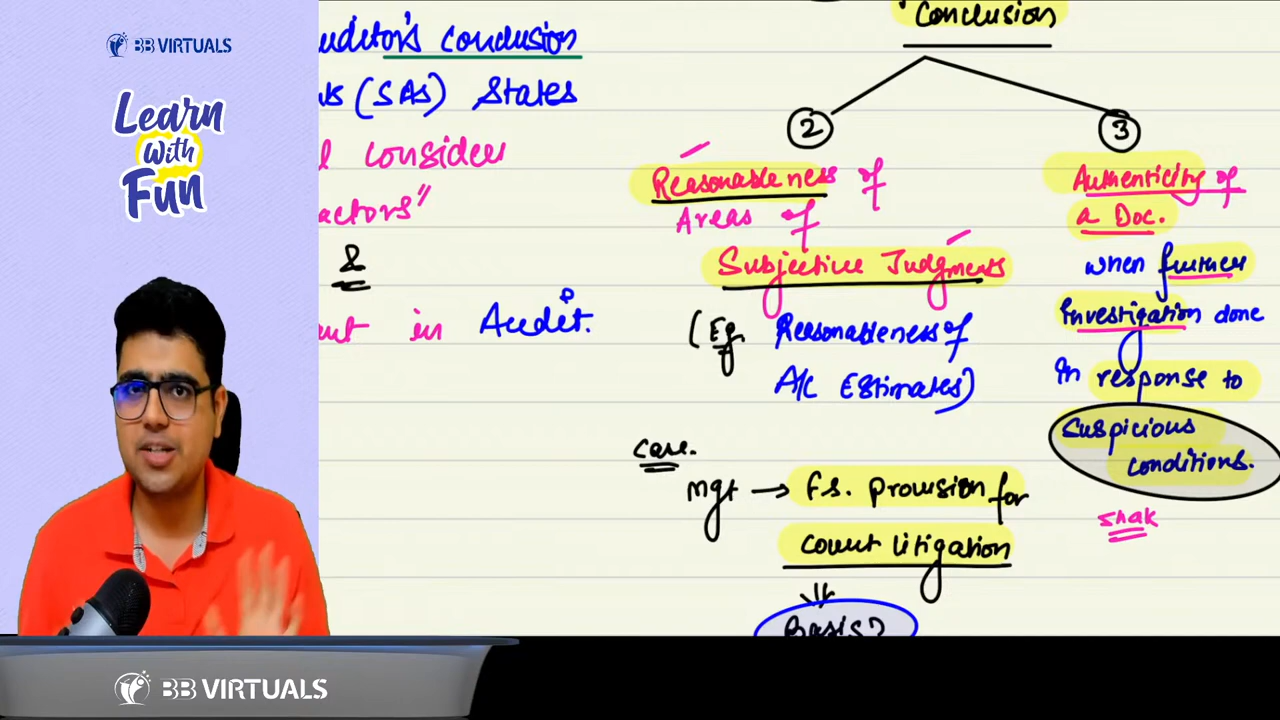 BB VIRTUALS
Learn
With
Fun
uditor's conclusion
(SAs) States
consider
actors"
&
in Audit.
Conclusion
2
Reasonableness of
Areas of
Subjective Judgments
(Eg. Reasonableness of
A/c Estimates)
Case.
Mgt → F.s. provision for
Court litigation
Basis?
3
Authenticity of
a Doc.
when further
Investigation done
In response to
Suspicious
conditions.
Shak
BB VIRTUALS